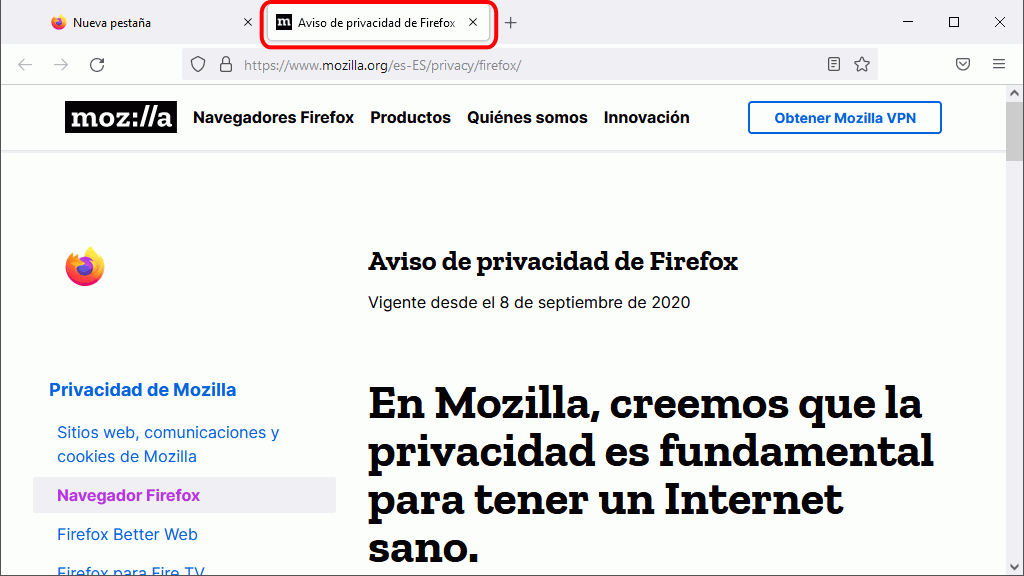 Nueva pestaña
Aviso de privacidad de Firefox
https://www.mozilla.org/es-ES/privacy/firefox/
moz://a
Navegadores Firefox
Productos
Quiénes somos
Innovación
Obtener Mozilla VPN
Aviso de privacidad de Firefox
Vigente desde el 8 de septiembre de 2020
Privacidad de Mozilla
Sitios web, comunicaciones y
cookies de Mozilla
Navegador Firefox
Firefox Better Web
Firefox para Fire TV
En Mozilla, creemos que la
privacidad es fundamental
para tener un Internet
sano.